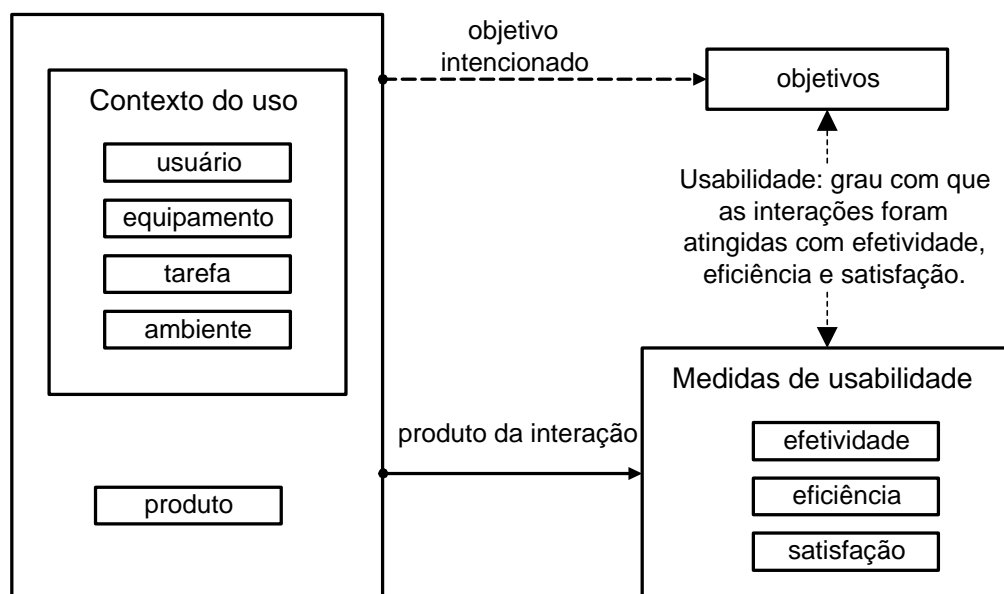 objetivo
intencionado
objetivos
Contexto do uso
usuário
equipamento
tarefa
ambiente
Usabilidade: grau com que
as interações foram
atingidas com efetividade,
eficiência e satisfação.
Medidas de usabilidade
produto da interação
efetividade
eficiência
satisfação
produto